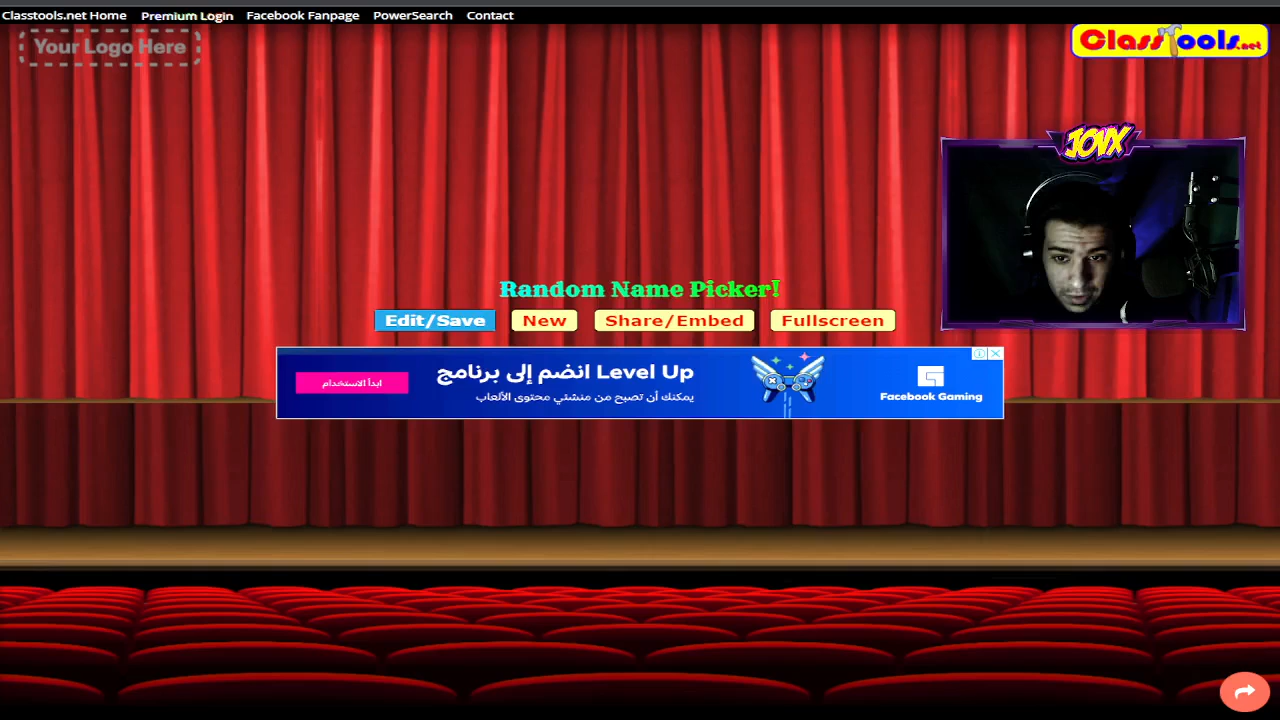 Classtools.net Home Premium Login Facebook Fanpage PowerSearch Contact
Your Logo Here
ClassTools.net
JOVX
Random Name Picker!
Edit/Save New Share/Embed Fullscreen
انضم إلى برنامج Level Up
يمكنك أن تصبح من منشئي محتوى الألعاب
ابدأ الاستخدام
Facebook Gaming